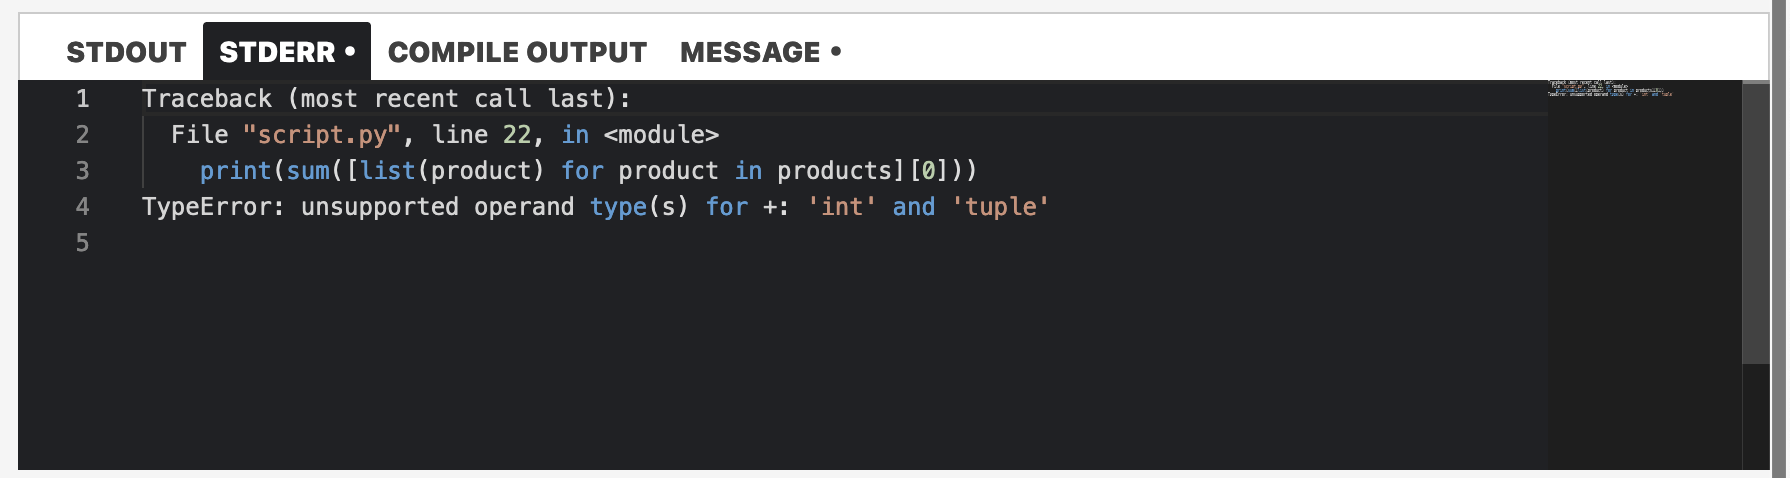 STDOUT STDERR • COMPILE OUTPUT MESSAGE •
1 Traceback (most recent call last):
2 File "script.py", line 22, in <module>
3 print(sum([list(product) for product in products][0]))
4 TypeError: unsupported operand type(s) for +: 'int' and 'tuple'
5